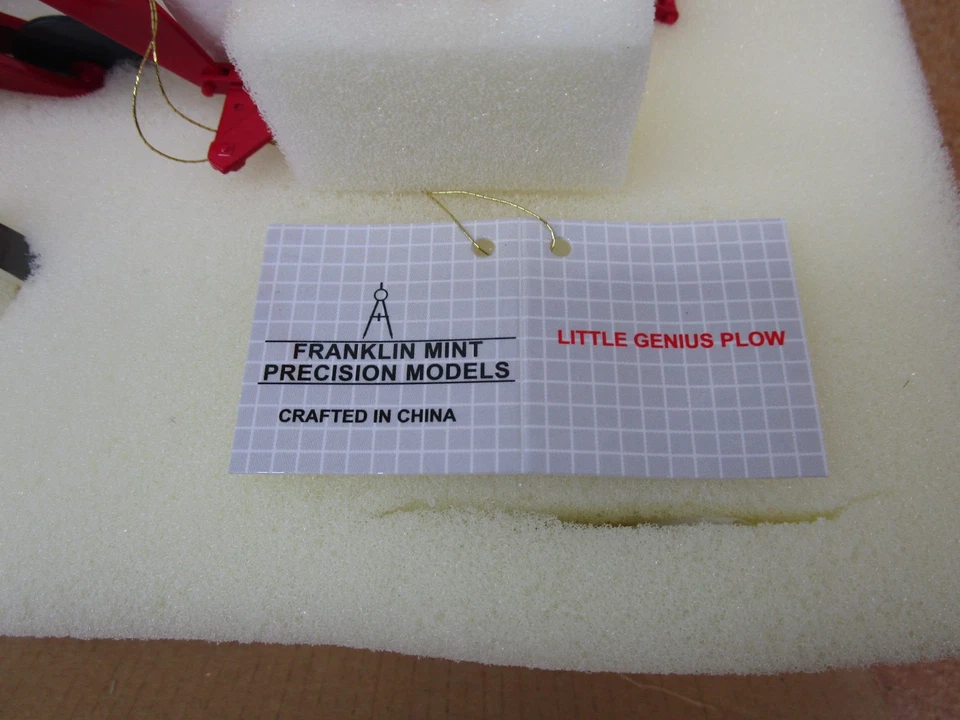 FRANKLIN MINT
PRECISION MODELS
CRAFTED IN CHINA
LITTLE GENIUS PLOW